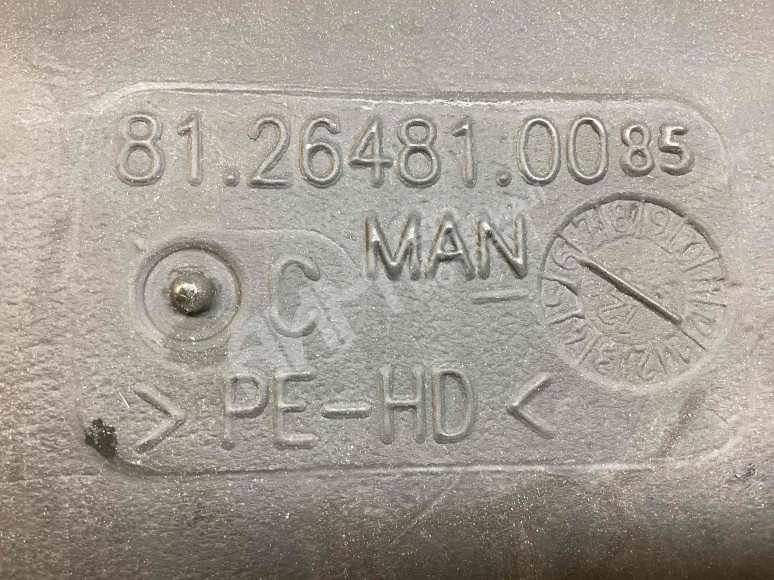 81.26481.0085
MAN
C
> PE-HD <